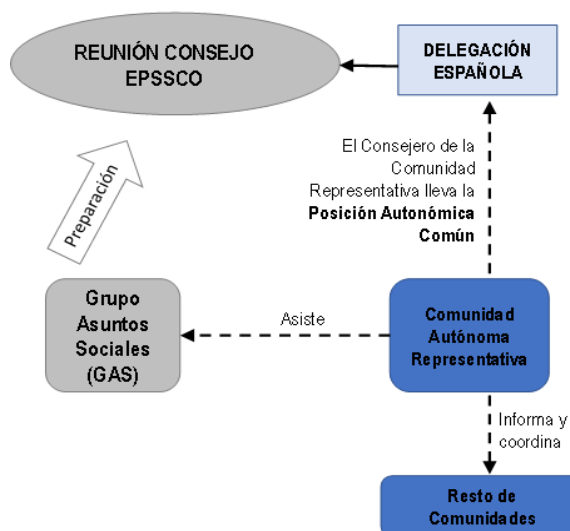 REUNIÓN CONSEJO
EPSSCO
DELEGACIÓN
ESPAÑOLA
El Consejero de la
Comunidad
Representativa lleva la
Posición Autonómica
Común
Preparación
Grupo
Asuntos
Sociales
(GAS)
Asiste
Comunidad
Autónoma
Representativa
Informa y
coordina
Resto de
Comunidades